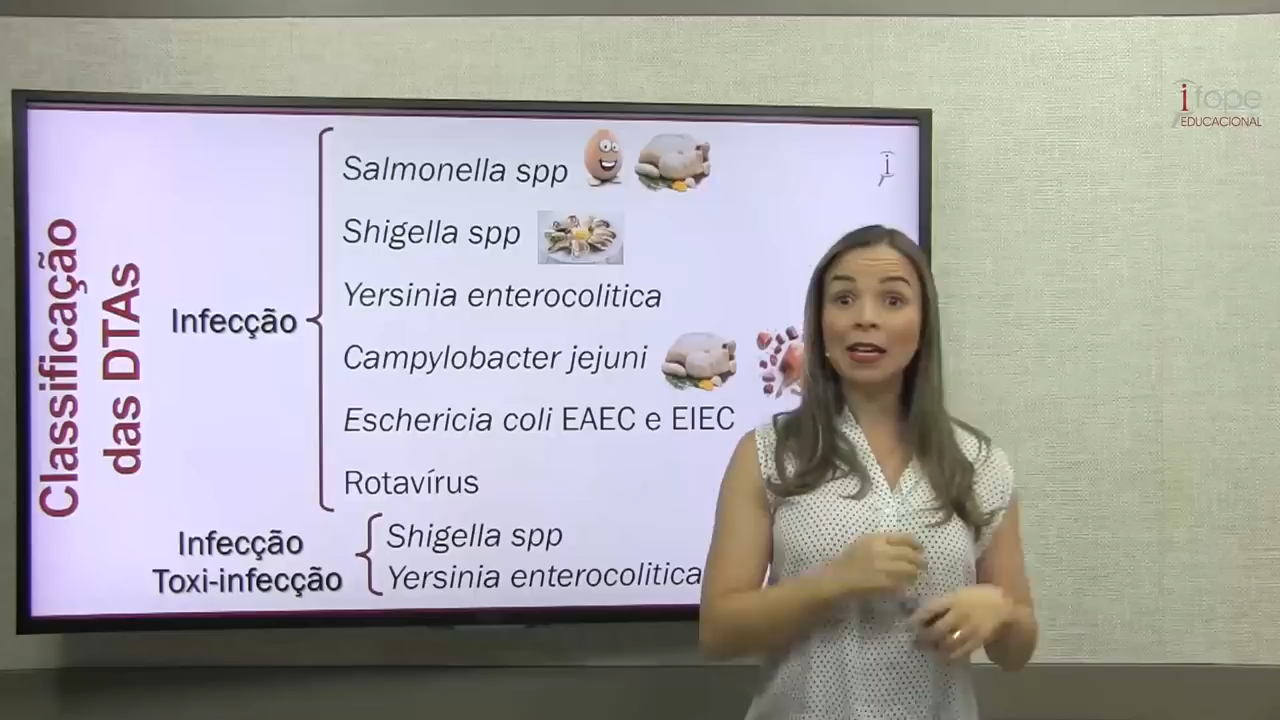 Classificação
das DTAs
Infecção
Salmonella spp
Shigella spp
Yersinia enterocolitica
Campylobacter jejuni
Eschericia coli EAEC e EIEC
Rotavírus
Infecção
Toxi-infecção
Shigella spp
Yersinia enterocolitica
ifope
EDUCACIONAL